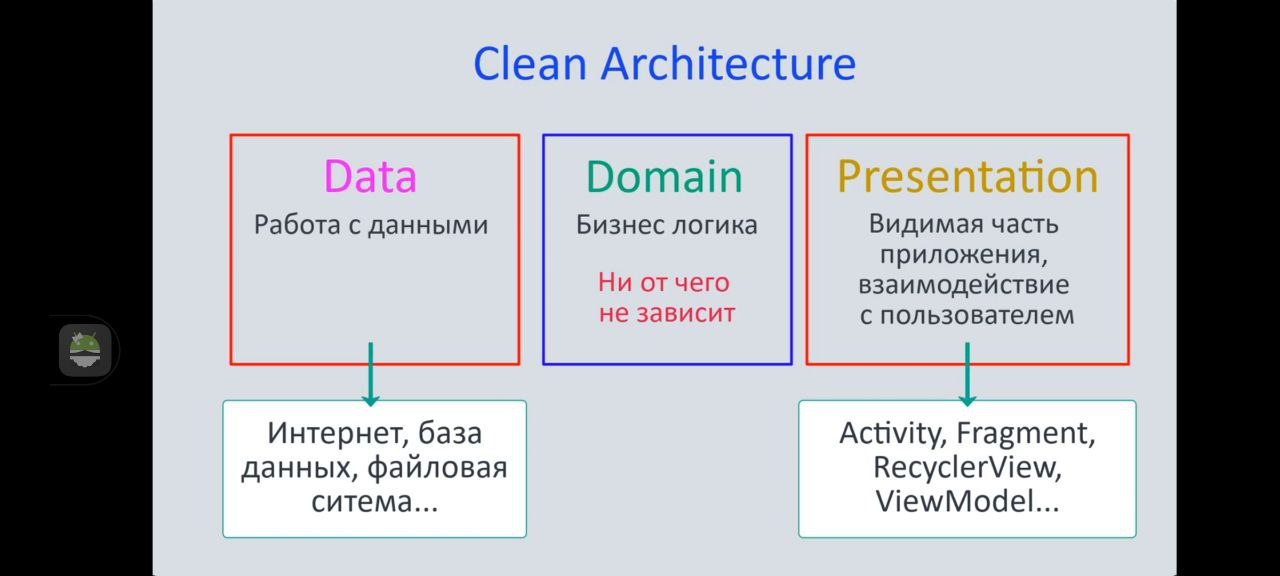 Clean Architecture
Data
Работа с данными
Domain
Бизнес логика
Ни от чего
не зависит
Presentation
Видимая часть
приложения,
взаимодействие
с пользователем
Интернет, база
данных, файловая
ситема...
Activity, Fragment,
RecyclerView,
ViewModel...